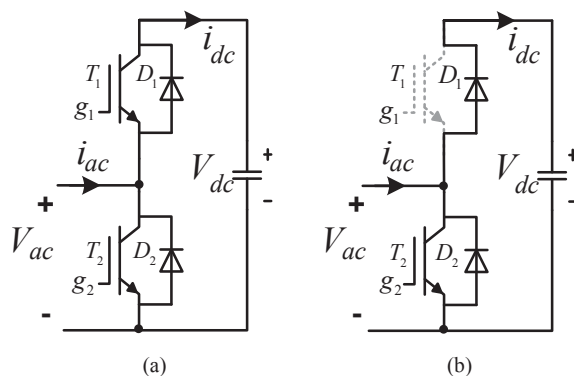 i_dc
T_1
D_1
g_1
i_ac
V_dc
+
-
+
V_ac
-
T_2
D_2
g_2
(a)
i_dc
T_1
D_1
g_1
i_ac
V_dc
+
-
+
V_ac
-
T_2
D_2
g_2
(b)